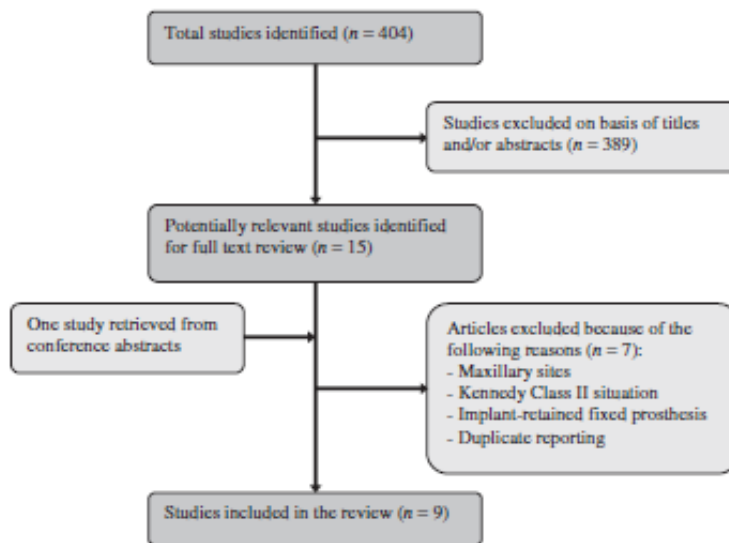 Total studies identified (n = 404)
Studies excluded on basis of titles
and/or abstracts (n = 389)
Potentially relevant studies identified
for full text review (n = 15)
One study retrieved from
conference abstracts
Articles excluded because of the
following reasons (n = 7):
- Maxillary sites
- Kennedy Class II situation
- Implant-retained fixed prosthesis
- Duplicate reporting
Studies included in the review (n = 9)